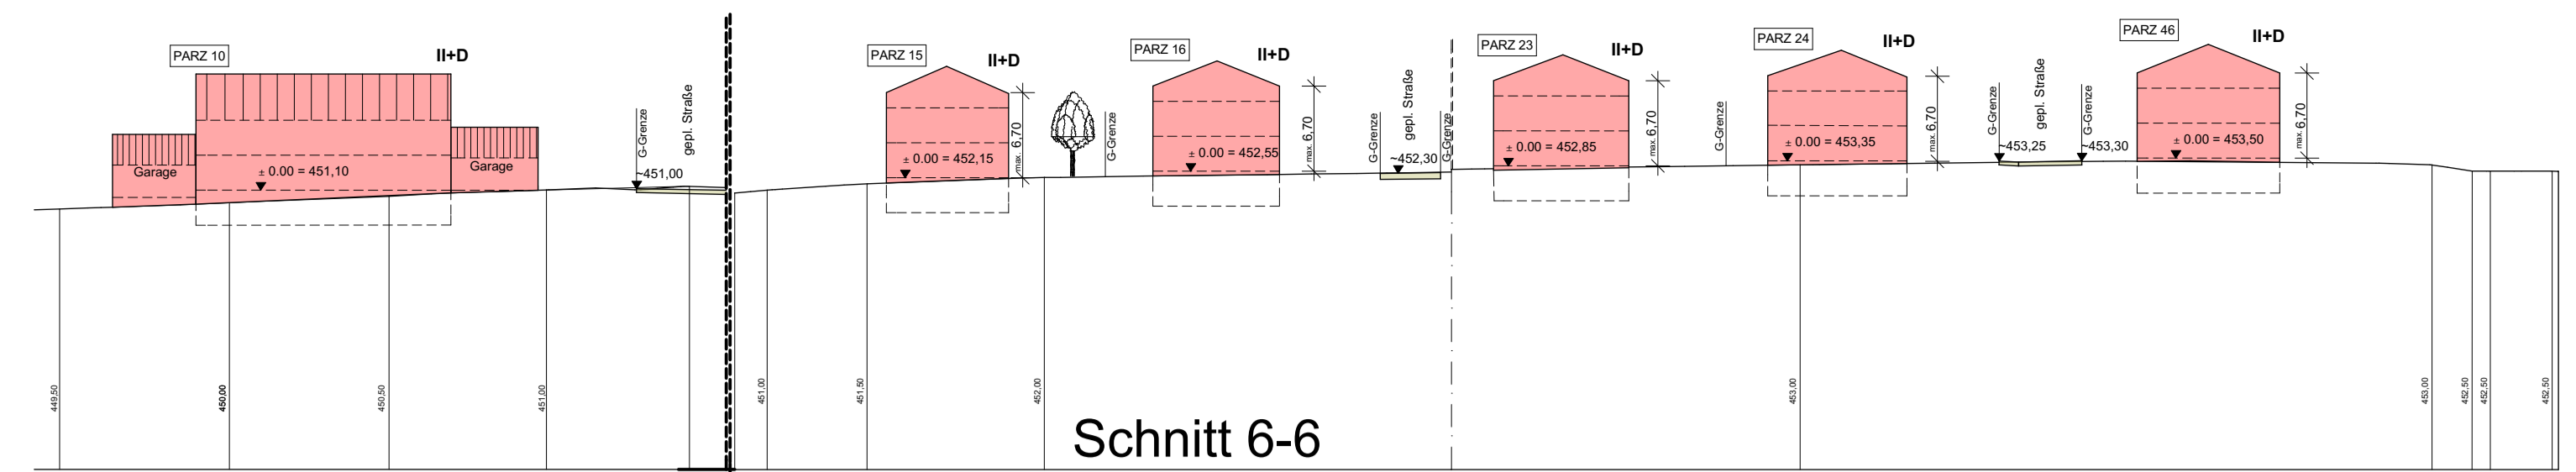 PARZ 10
II+D
Garage
± 0.00 = 451,10
Garage
G-Grenze
~451,00
gepl. Straße
PARZ 15
II+D
± 0.00 = 452,15
max. 6,70
G-Grenze
PARZ 16
II+D
± 0.00 = 452,55
max. 6,70
G-Grenze
gepl. Straße
~452,30
G-Grenze
PARZ 23
II+D
± 0.00 = 452,85
max. 6,70
G-Grenze
PARZ 24
II+D
± 0.00 = 453,35
max. 6,70
G-Grenze
~453,25
gepl. Straße
G-Grenze
~453,30
PARZ 46
II+D
± 0.00 = 453,50
max. 6,70
449,50
450,00
450,50
451,00
451,00
451,50
452,00
453,00
453,00
452,50
452,50
452,50
Schnitt 6-6